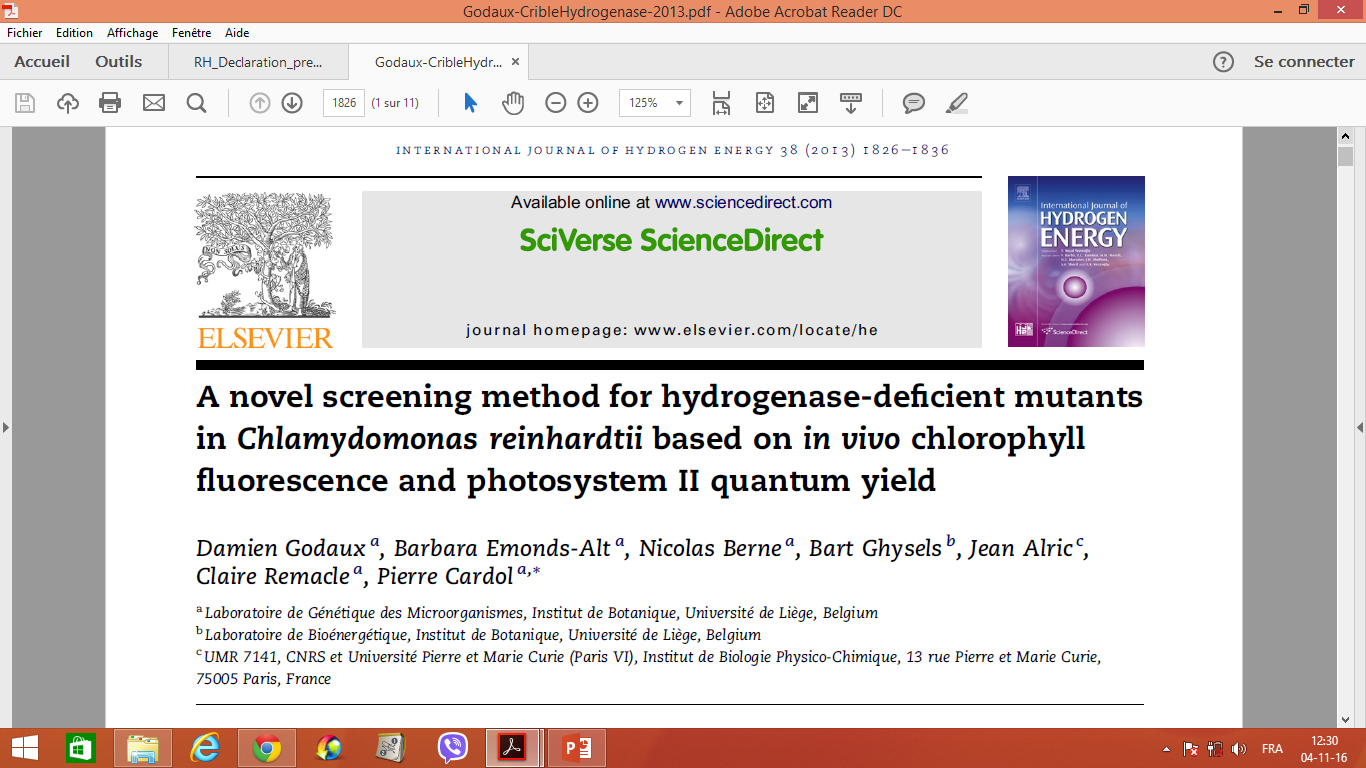 Godaux-CribleHydrogenase-2013.pdf - Adobe Acrobat Reader DC
Fichier Edition Affichage Fenêtre Aide
Accueil Outils RH_Declaration_pre... Godaux-CribleHydr... × ? Se connecter
1826 (1 sur 11) 125%
INTERNATIONAL JOURNAL OF HYDROGEN ENERGY 38 (2013) 1826–1836
NON SOLUS
ELSEVIER
Available online at www.sciencedirect.com
SciVerse ScienceDirect
journal homepage: www.elsevier.com/locate/he
International Journal of
HYDROGEN
ENERGY
ScienceDirect
A novel screening method for hydrogenase-deficient mutants
in Chlamydomonas reinhardtii based on in vivo chlorophyll
fluorescence and photosystem II quantum yield
Damien Godaux a, Barbara Emonds-Alt a, Nicolas Berne a, Bart Ghysels b, Jean Alric c,
Claire Remacle a, Pierre Cardol a,*
a Laboratoire de Génétique des Microorganismes, Institut de Botanique, Université de Liège, Belgium
b Laboratoire de Bioénergétique, Institut de Botanique, Université de Liège, Belgium
c UMR 7141, CNRS et Université Pierre et Marie Curie (Paris VI), Institut de Biologie Physico-Chimique, 13 rue Pierre et Marie Curie,
75005 Paris, France
FRA
12:30
04-11-16